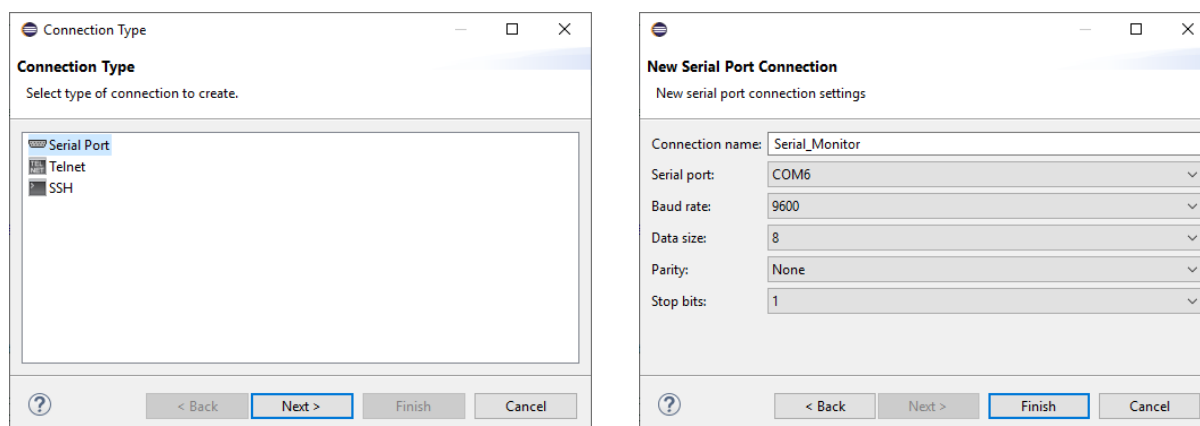 Connection Type
Connection Type
Select type of connection to create.
Serial Port
TEL NET Telnet
SSH
? < Back Next > Finish Cancel
New Serial Port Connection
New serial port connection settings
Connection name: Serial_Monitor
Serial port: COM6
Baud rate: 9600
Data size: 8
Parity: None
Stop bits: 1
? < Back Next > Finish Cancel